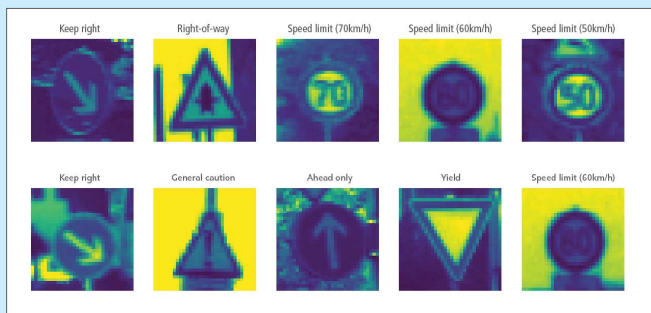 Keep right
Right-of-way
Speed limit (70km/h)
Speed limit (60km/h)
Speed limit (50km/h)
70
50
Keep right
General caution
Ahead only
Yield
Speed limit (60km/h)